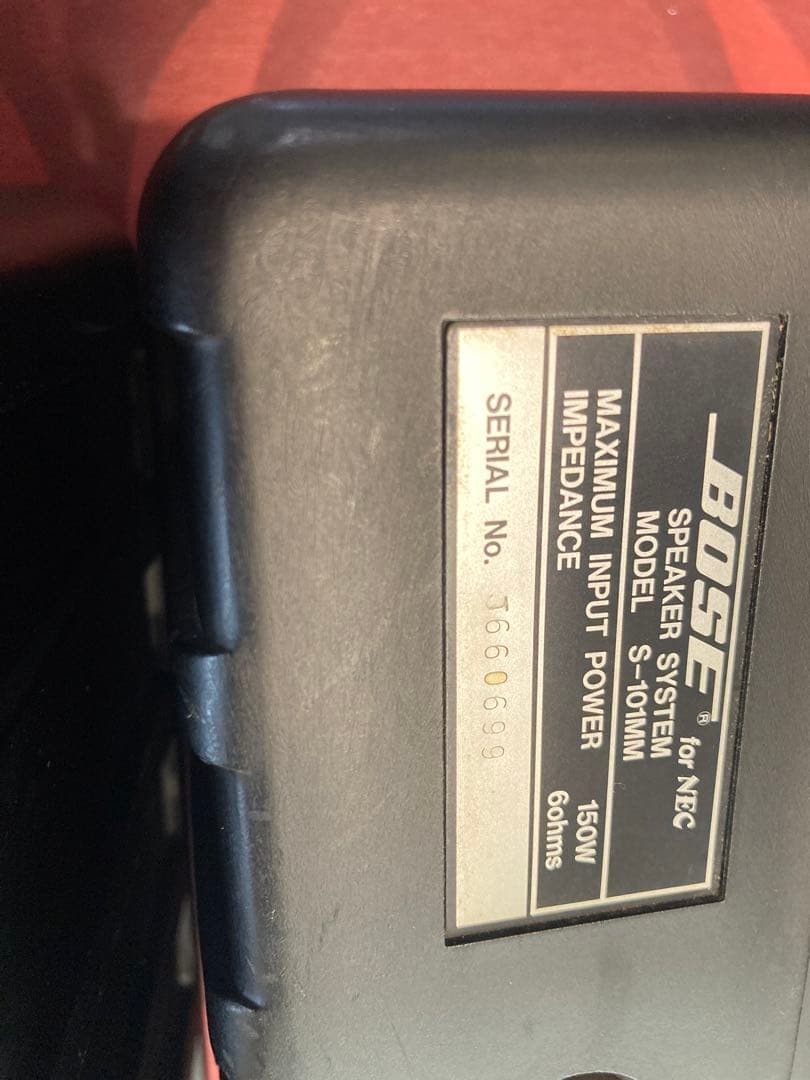 BOSE® for NEC
SPEAKER SYSTEM
MODEL S-101MM
MAXIMUM INPUT POWER 150W
IMPEDANCE 6ohms
SERIAL No. J660699